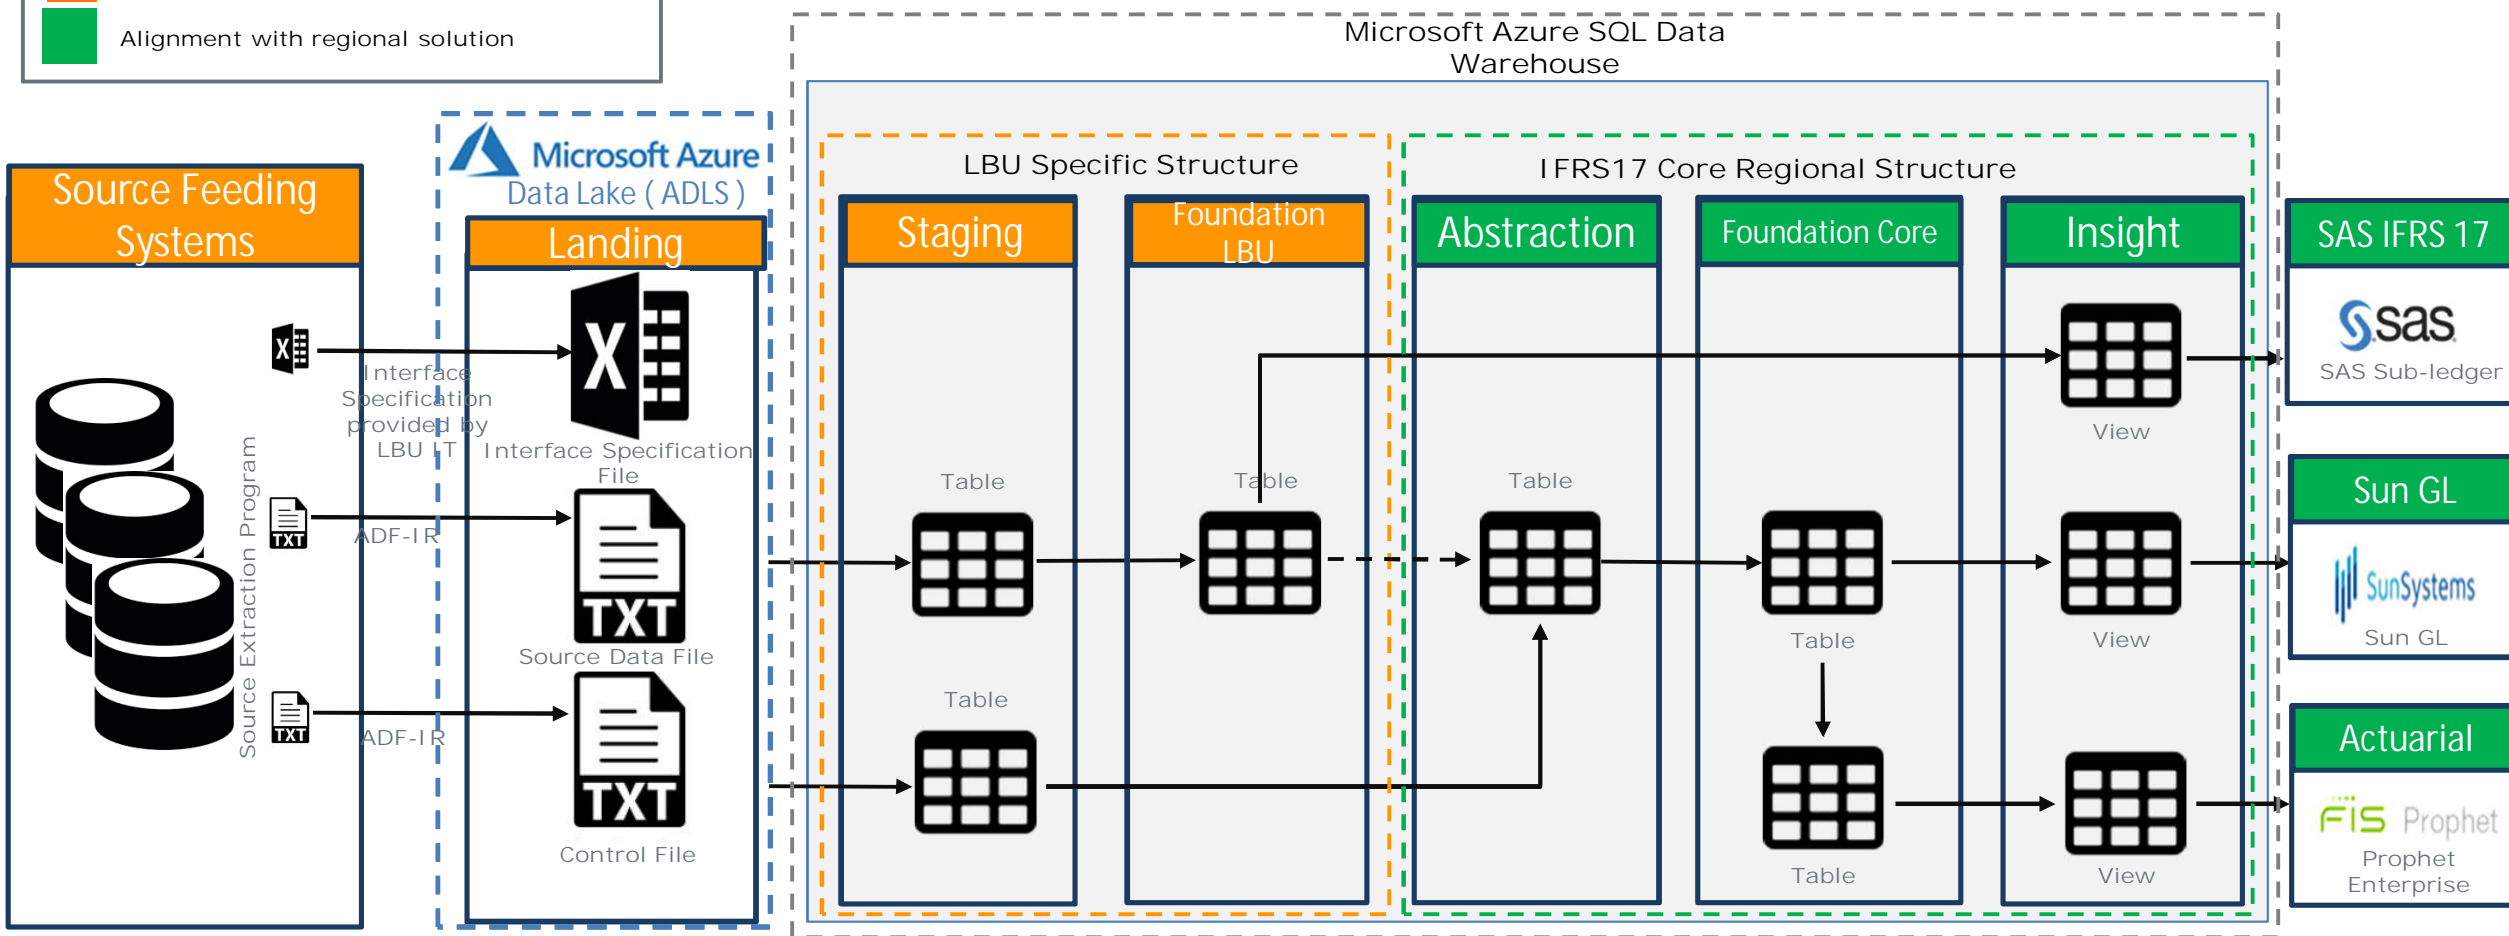 Alignment with regional solution
Microsoft Azure SQL Data
Warehouse
Microsoft Azure
Data Lake ( ADLS )
LBU Specific Structure
IFRS17 Core Regional Structure
Source Feeding
Systems
Landing
Staging
Foundation
LBU
Abstraction
Foundation Core
Insight
SAS IFRS 17
X
X
Interface
Specification
provided by
LBU IT
Interface Specification
File
Source Extraction Program
TXT
ADF-IR
TXT
Source Data File
TXT
ADF-IR
TXT
Control File
Table
Table
Table
Table
Table
Table
View
View
View
sas
SAS Sub-ledger
Sun GL
SunSystems
Sun GL
Actuarial
FIS Prophet
Prophet
Enterprise